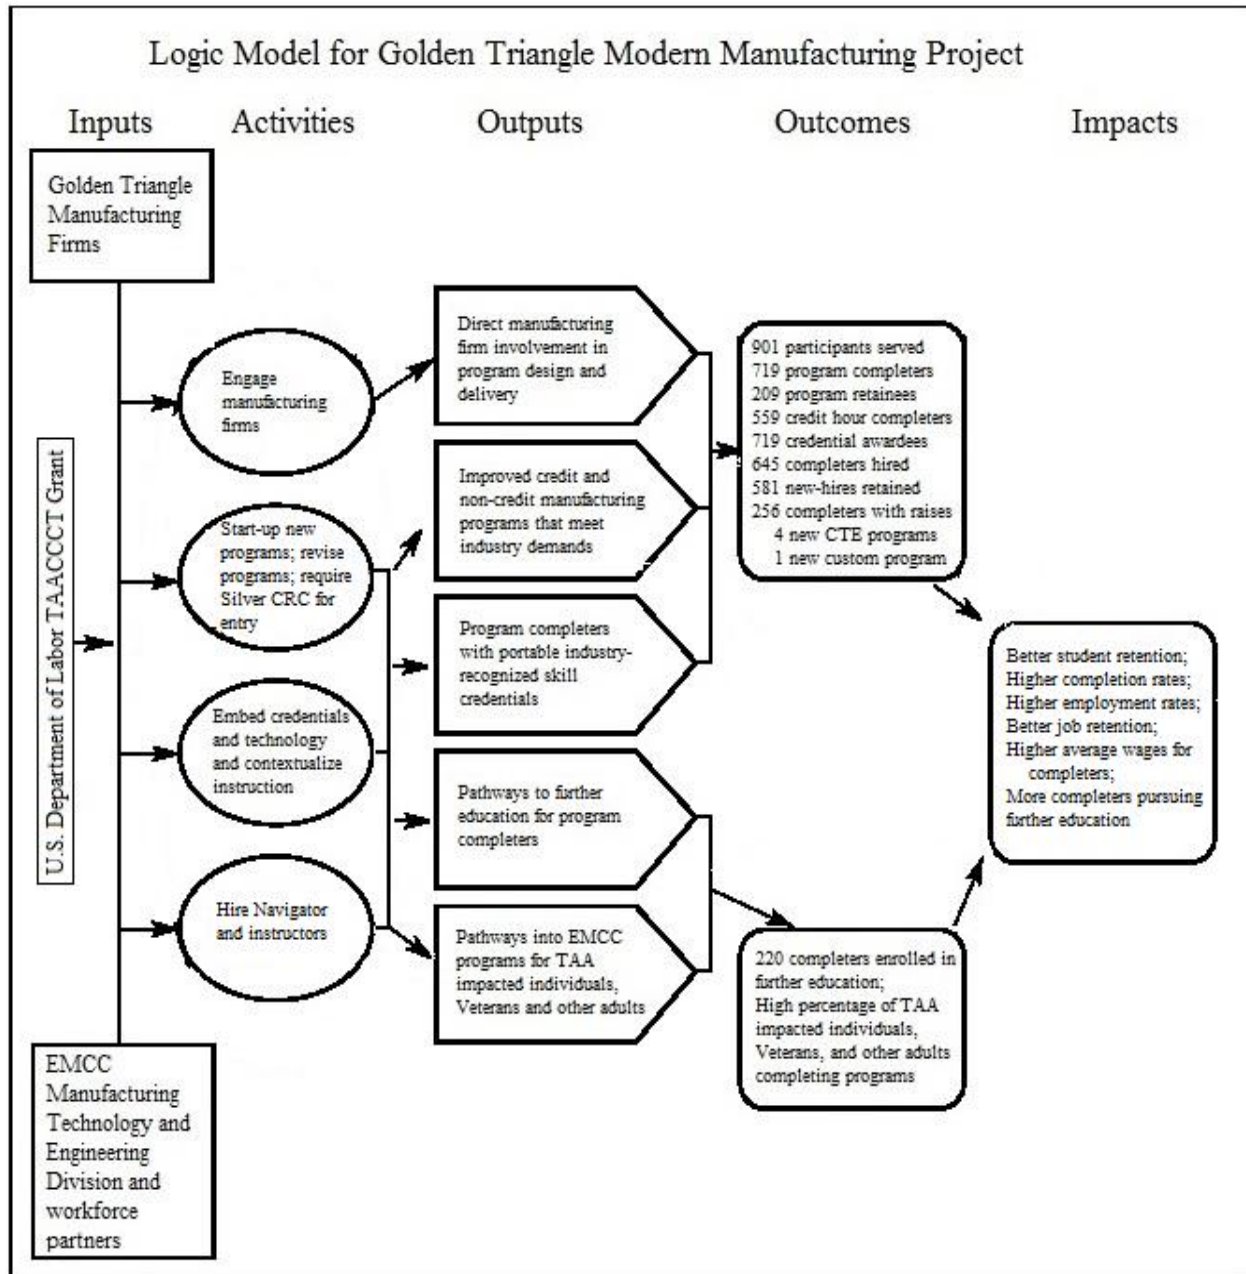 Logic Model for Golden Triangle Modern Manufacturing Project
Inputs
Activities
Outputs
Outcomes
Impacts
Golden Triangle
Manufacturing
Firms
U.S. Department of Labor TAACCCT Grant
EMCC
Manufacturing
Technology and
Engineering
Division and
workforce
partners
Engage
manufacturing
firms
Start-up new
programs; revise
programs; require
Silver CRC for
entry
Embed credentials
and technology
and contextualize
instruction
Hire Navigator
and instructors
Direct manufacturing
firm involvement in
program design and
delivery
Improved credit and
non-credit manufacturing
programs that meet
industry demands
Program completers
with portable industry-
recognized skill
credentials
Pathways to further
education for program
completers
Pathways into EMCC
programs for TAA
impacted individuals,
Veterans and other adults
901 participants served
719 program completers
209 program retainees
559 credit hour completers
719 credential awardees
645 completers hired
581 new-hires retained
256 completers with raises
4 new CTE programs
1 new custom program
220 completers enrolled in
further education;
High percentage of TAA
impacted individuals,
Veterans, and other adults
completing programs
Better student retention;
Higher completion rates;
Higher employment rates;
Better job retention;
Higher average wages for
completers;
More completers pursuing
further education